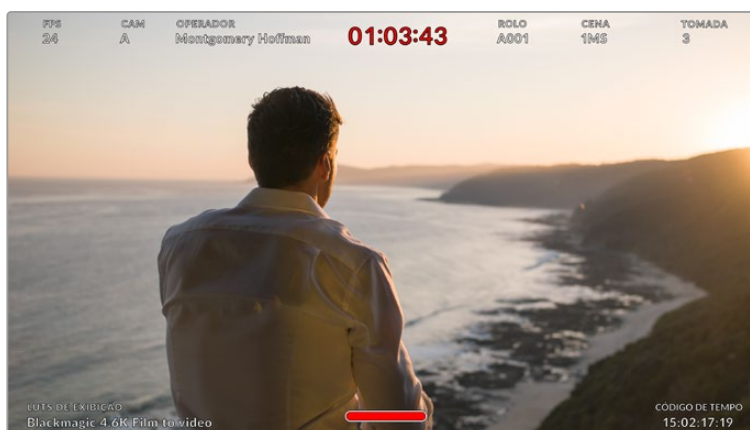 FPS
24
CAM
A
OPERADOR
Montgomery Hoffman
01:03:43
ROLO
A001
CENA
1MS
TOMADA
3
LUTS DE EXIBIÇÃO
Blackmagic 4.6K Film to video
CÓDIGO DE TEMPO
15:02:17:19